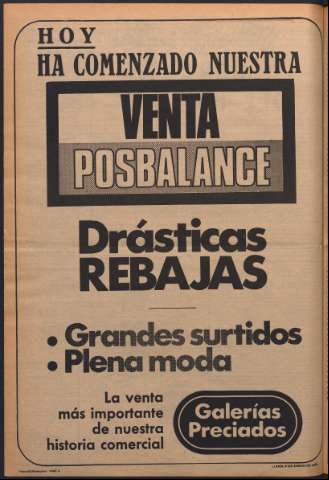 HOY
HA COMENZADO NUESTRA
VENTA
POSBALANCE
Drásticas
REBAJAS
• Grandes surtidos
• Plena moda
La venta
más importante
de nuestra
historia comercial
Galerías
Preciados